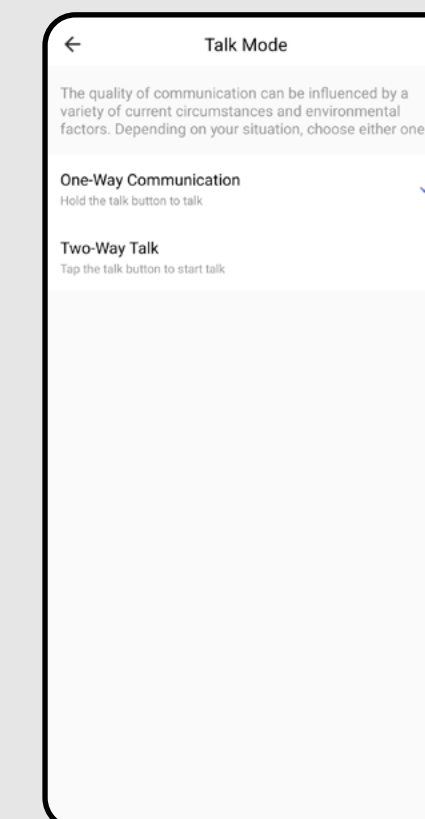 Talk Mode
The quality of communication can be influenced by a
variety of current circumstances and environmental
factors. Depending on your situation, choose either one
One-Way Communication
Hold the talk button to talk
Two-Way Talk
Tap the talk button to start talk